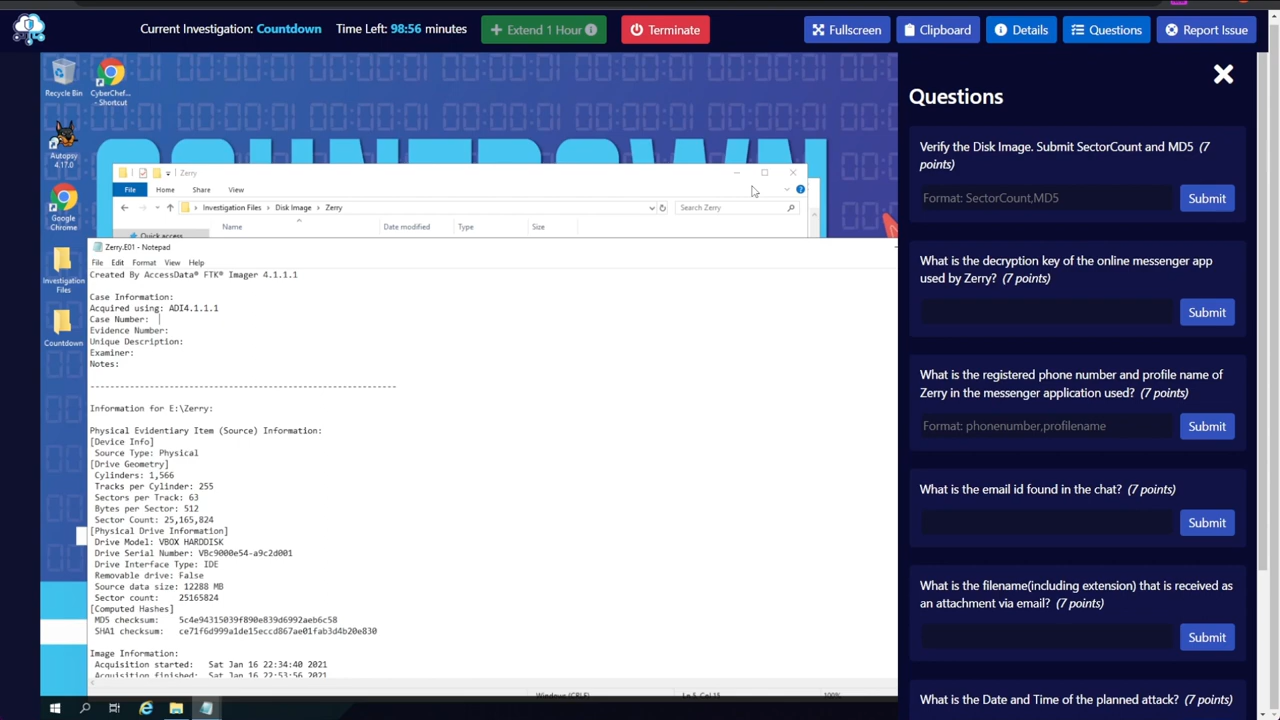 Current Investigation: Countdown Time Left: 98:56 minutes Extend 1 Hour Terminate Fullscreen Clipboard Details Questions Report Issue
Recycle Bin
CyberChef... - Shortcut
Autopsy 4.17.0
Google Chrome
Investigation Files
Countdown
Zerry
File Home Share View
Investigation Files Disk Image Zerry Search Zerry
Quick access Name Date modified Type Size
Zerry.E01 - Notepad
File Edit Format View Help
Created By AccessData® FTK® Imager 4.1.1.1
Case Information:
Acquired using: ADI4.1.1.1
Case Number:
Evidence Number:
Unique Description:
Examiner:
Notes:
--------------------------------------------------------------
Information for E:\Zerry:
Physical Evidentiary Item (Source) Information:
[Device Info]
Source Type: Physical
[Drive Geometry]
Cylinders: 1,566
Tracks per Cylinder: 255
Sectors per Track: 63
Bytes per Sector: 512
Sector Count: 25,165,824
[Physical Drive Information]
Drive Model: VBOX HARDDISK
Drive Serial Number: VBc9000e54-a9c2d001
Drive Interface Type: IDE
Removable drive: False
Source data size: 12288 MB
Sector count: 25165824
[Computed Hashes]
MD5 checksum: 5c4e94315039f890e839d6992aeb6c58
SHA1 checksum: ce71f6d999a1de15eccd867ae01fab3d4b20e830
Image Information:
Acquisition started: Sat Jan 16 22:34:40 2021
Acquisition finished: Sat Jan 16 22:53:56 2021
Windows (CRLF) Ln 5, Col 15 100%
Questions
Verify the Disk Image. Submit SectorCount and MD5 (7
points)
Format: SectorCount,MD5 Submit
What is the decryption key of the online messenger app
used by Zerry? (7 points)
Submit
What is the registered phone number and profile name of
Zerry in the messenger application used? (7 points)
Format: phonenumber,profilename Submit
What is the email id found in the chat? (7 points)
Submit
What is the filename(including extension) that is received as
an attachment via email? (7 points)
Submit
What is the Date and Time of the planned attack? (7 points)